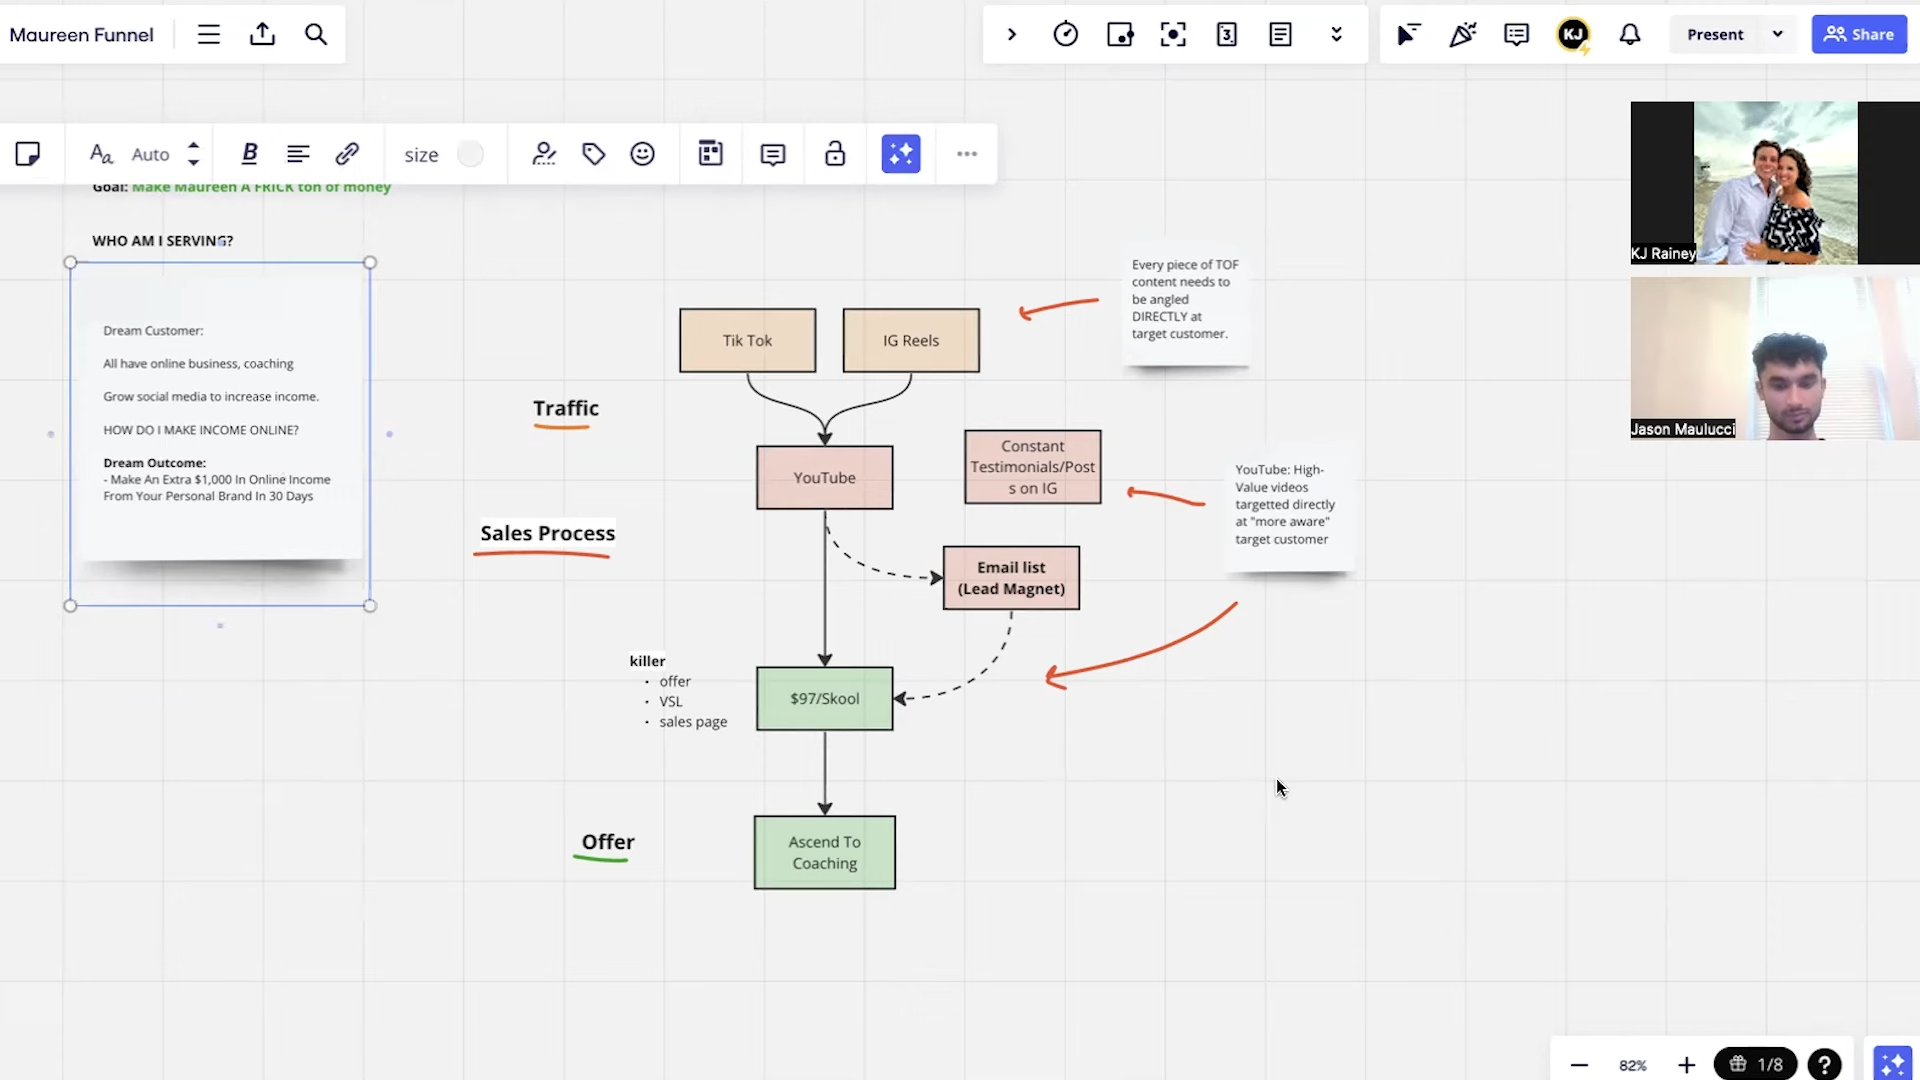 Maureen Funnel
Present
Share
Aa
Auto
B
size
3
KJ
Goal: Make Maureen A FRICK ton of money
WHO AM I SERVING?
Dream Customer:
All have online business, coaching
Grow social media to increase income.
HOW DO I MAKE INCOME ONLINE?
Dream Outcome:
- Make An Extra $1,000 In Online Income
From Your Personal Brand In 30 Days
Traffic
Sales Process
killer
· offer
· VSL
· sales page
Offer
Tik Tok
IG Reels
YouTube
Constant
Testimonials/Post
s on IG
Email list
(Lead Magnet)
$97/Skool
Ascend To
Coaching
Every piece of TOF
content needs to
be angled
DIRECTLY at
target customer.
YouTube: High-
Value videos
targetted directly
at "more aware"
target customer
KJ Rainey
Jason Maulucci
82%
1/8
?